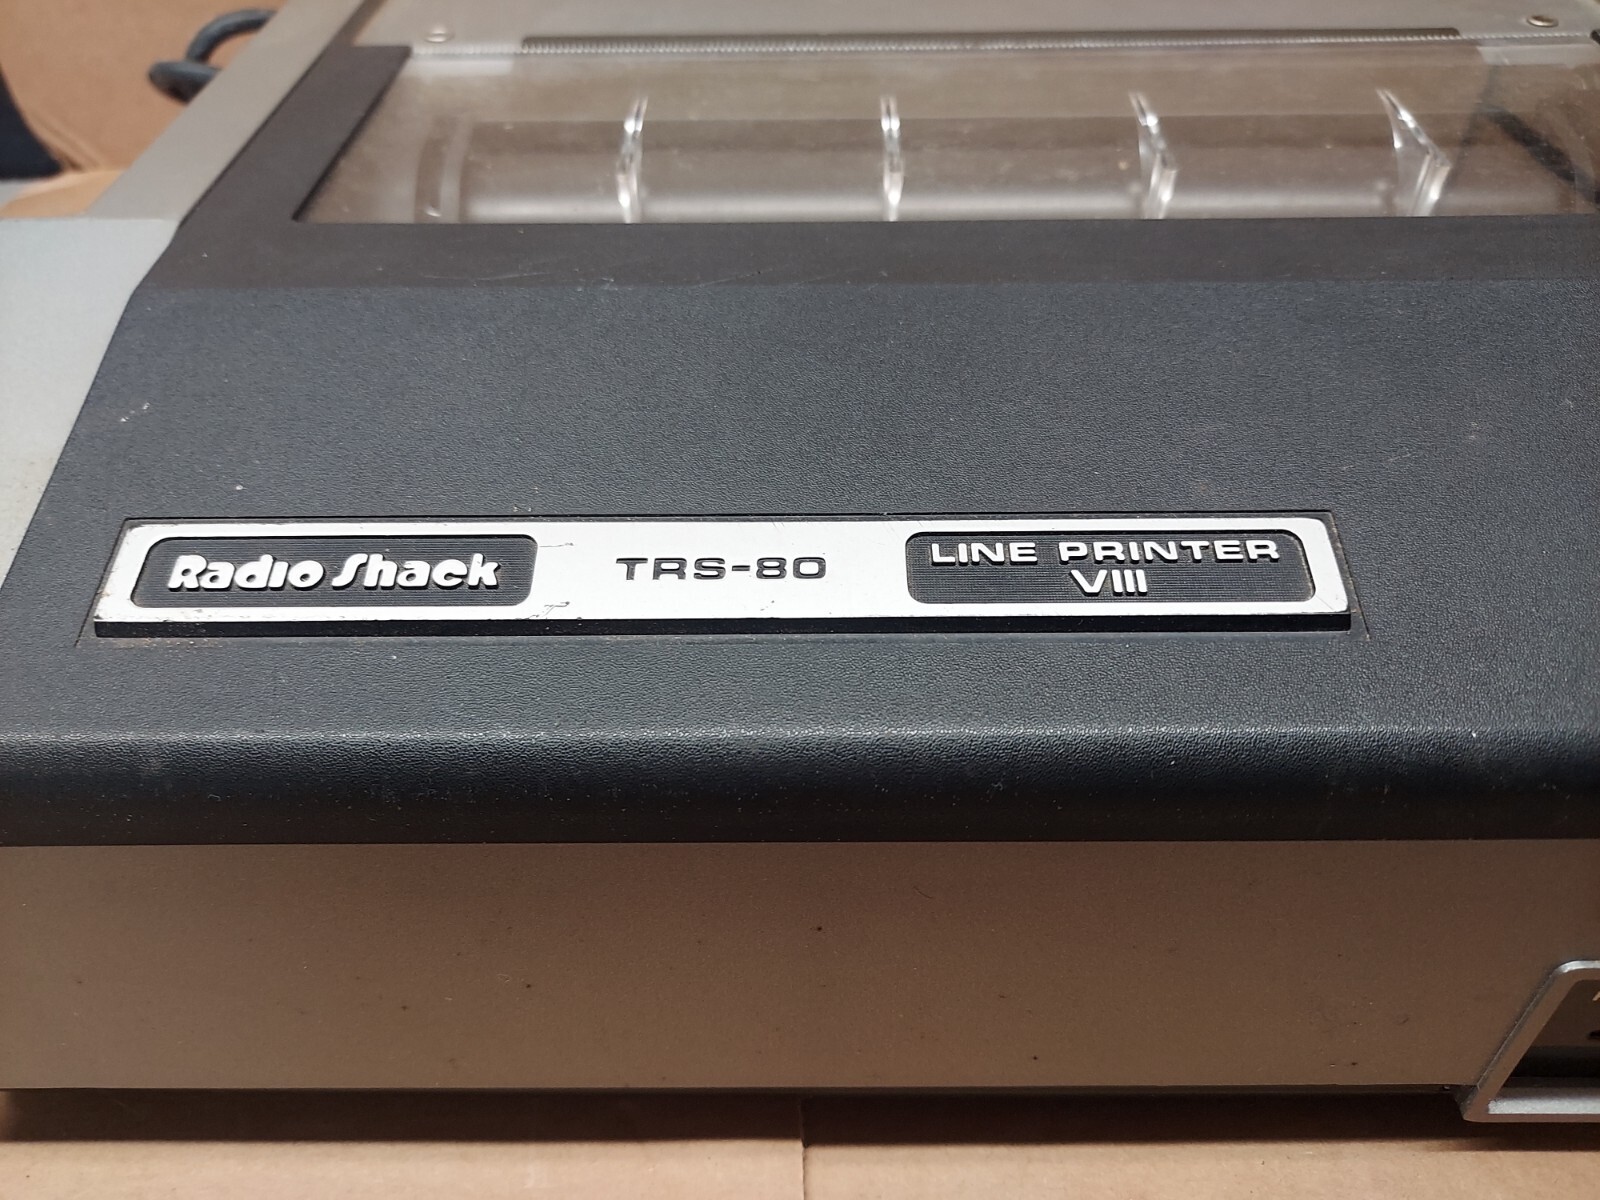 Radio Shack
TRS-80
LINE PRINTER
VIII